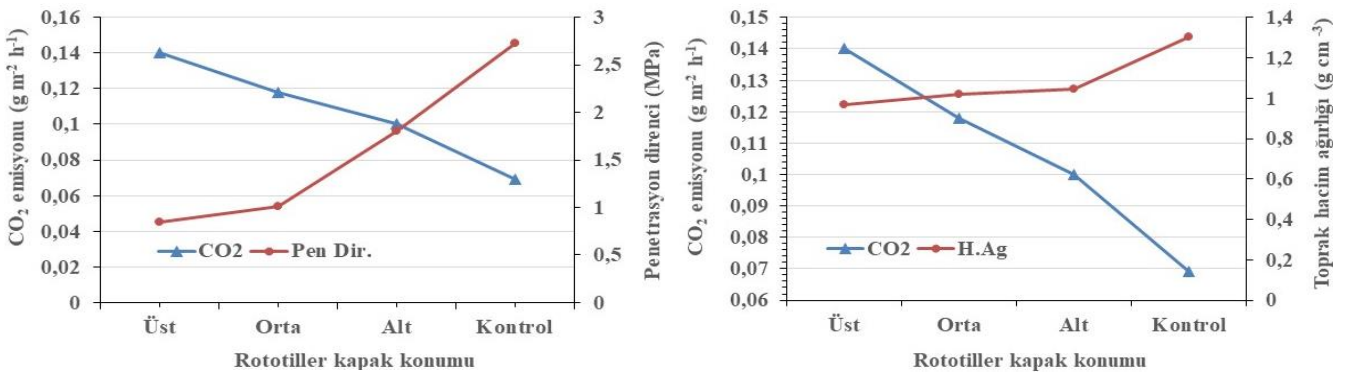 CO2 emisyonu (g m-2 h-1)
0,16
0,14
0,12
0,1
0,08
0,06
0,04
0,02
0
3
2,5
2
1,5
1
0,5
0
Penetrasyon direnci (MPa)
CO2
Pen Dir.
Üst
Orta
Alt
Kontrol
Rototiller kapak konumu
CO2 emisyonu (g m-2 h-1)
0,15
0,14
0,13
0,12
0,11
0,1
0,09
0,08
0,07
0,06
1,4
1,2
1
0,8
0,6
0,4
0,2
0
Toprak hacim ağırlığı (g cm -3)
CO2
H.Ag
Üst
Orta
Alt
Kontrol
Rototiller kapak konumu